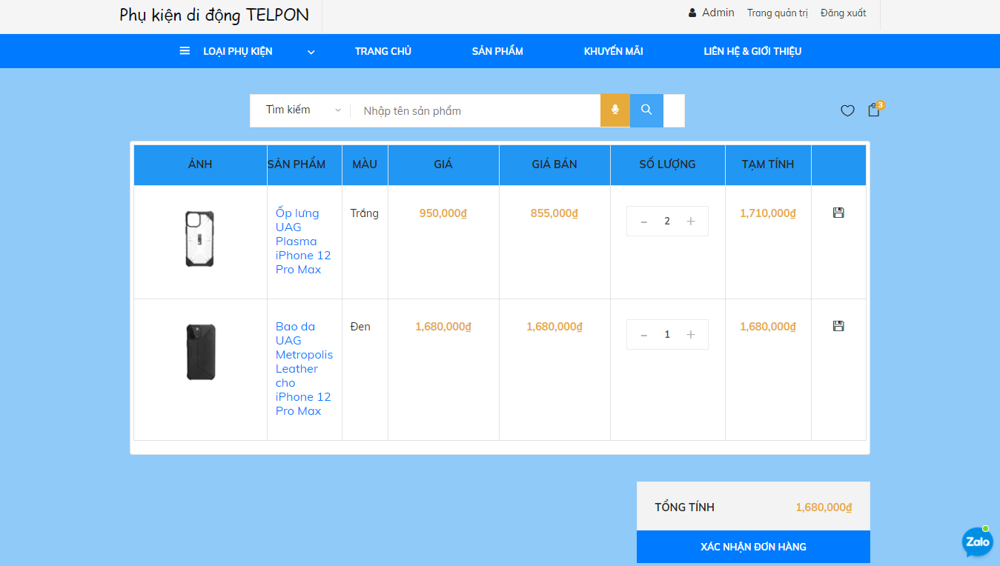 Phụ kiện di động TELPON
Admin Trang quản trị Đăng xuất
LOẠI PHỤ KIỆN TRANG CHỦ SẢN PHẨM KHUYẾN MÃI LIÊN HỆ & GIỚI THIỆU
Tìm kiếm Nhập tên sản phẩm
3
ẢNH SẢN PHẨM MÀU GIÁ GIÁ BÁN SỐ LƯỢNG TẠM TÍNH
Ốp lưng Trắng 950,000₫ 855,000₫ – 2 + 1,710,000₫
UAG
Plasma
iPhone 12
Pro Max
Bao da Đen 1,680,000₫ 1,680,000₫ – 1 + 1,680,000₫
UAG
Metropolis
Leather
cho
iPhone 12
Pro Max
TỔNG TÍNH 1,680,000₫
XÁC NHẬN ĐƠN HÀNG
Zalo